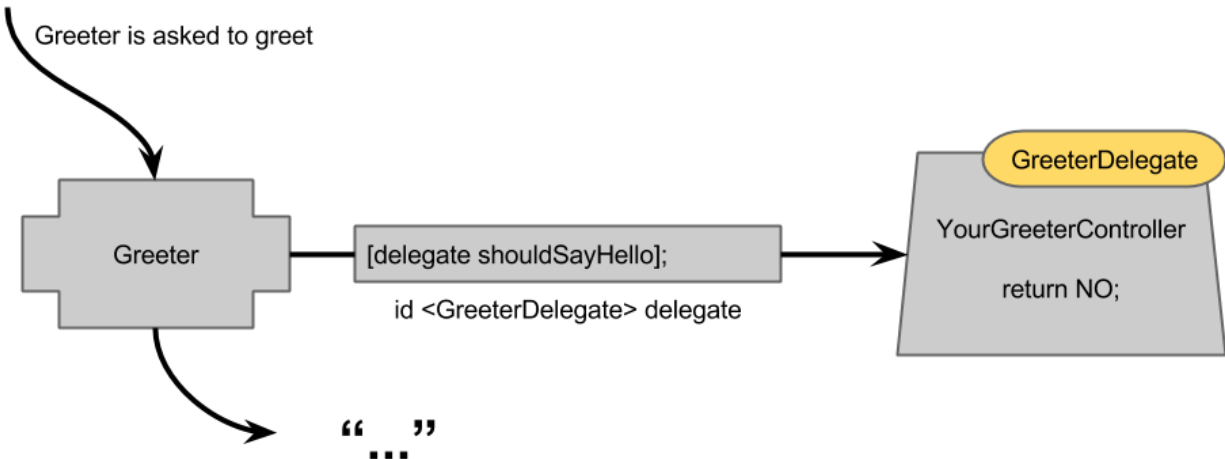 Greeter is asked to greet
GreeterDelegate
YourGreeterController
Greeter
[delegate shouldSayHello];
return NO;
id <GreeterDelegate> delegate
“...”